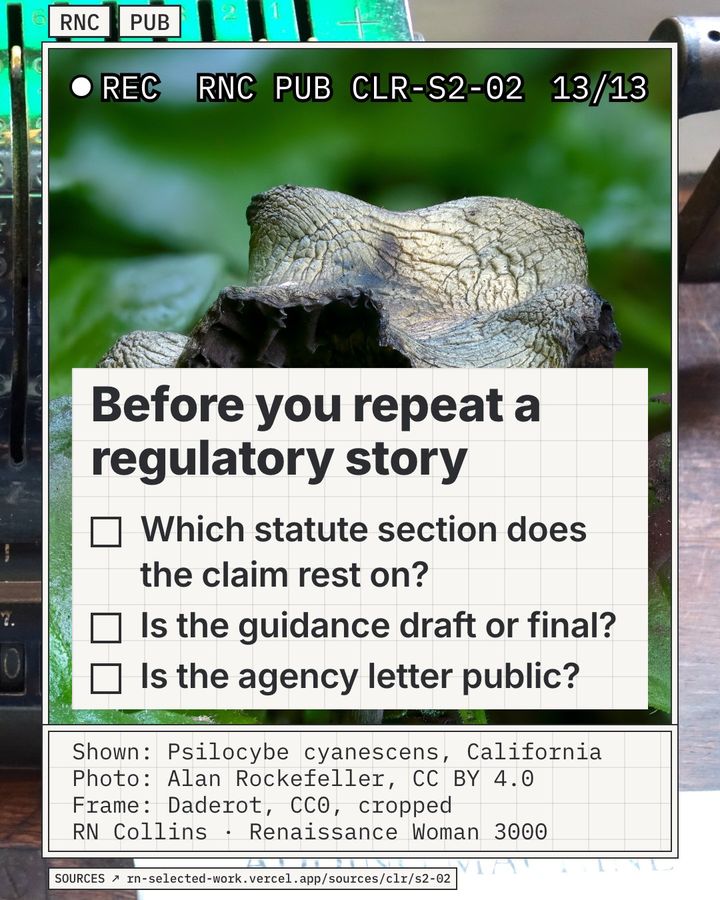 RNC PUB
REC RNC PUB CLR-S2-02 13/13
Before you repeat a
regulatory story
Which statute section does
the claim rest on?
Is the guidance draft or final?
Is the agency letter public?
Shown: Psilocybe cyanescens, California
Photo: Alan Rockefeller, CC BY 4.0
Frame: Daderot, CC0, cropped
RN Collins · Renaissance Woman 3000
SOURCES ↗ rn-selected-work.vercel.app/sources/clr/s2-02